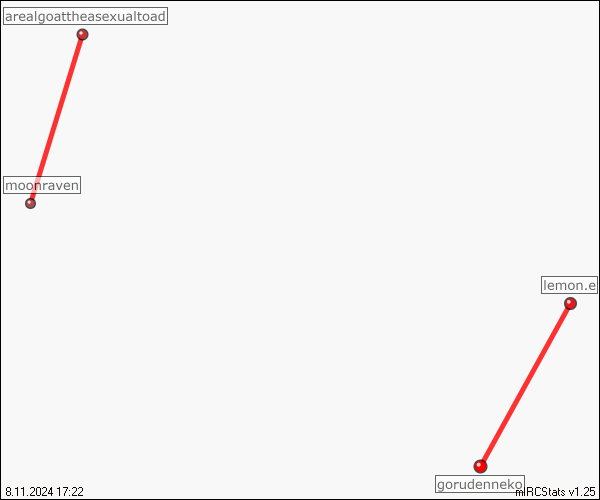 arealgoattheasexualtoad
moonraven
lemon.e
gorudenneko
8.11.2024 17:22
mIRCStats v1.25